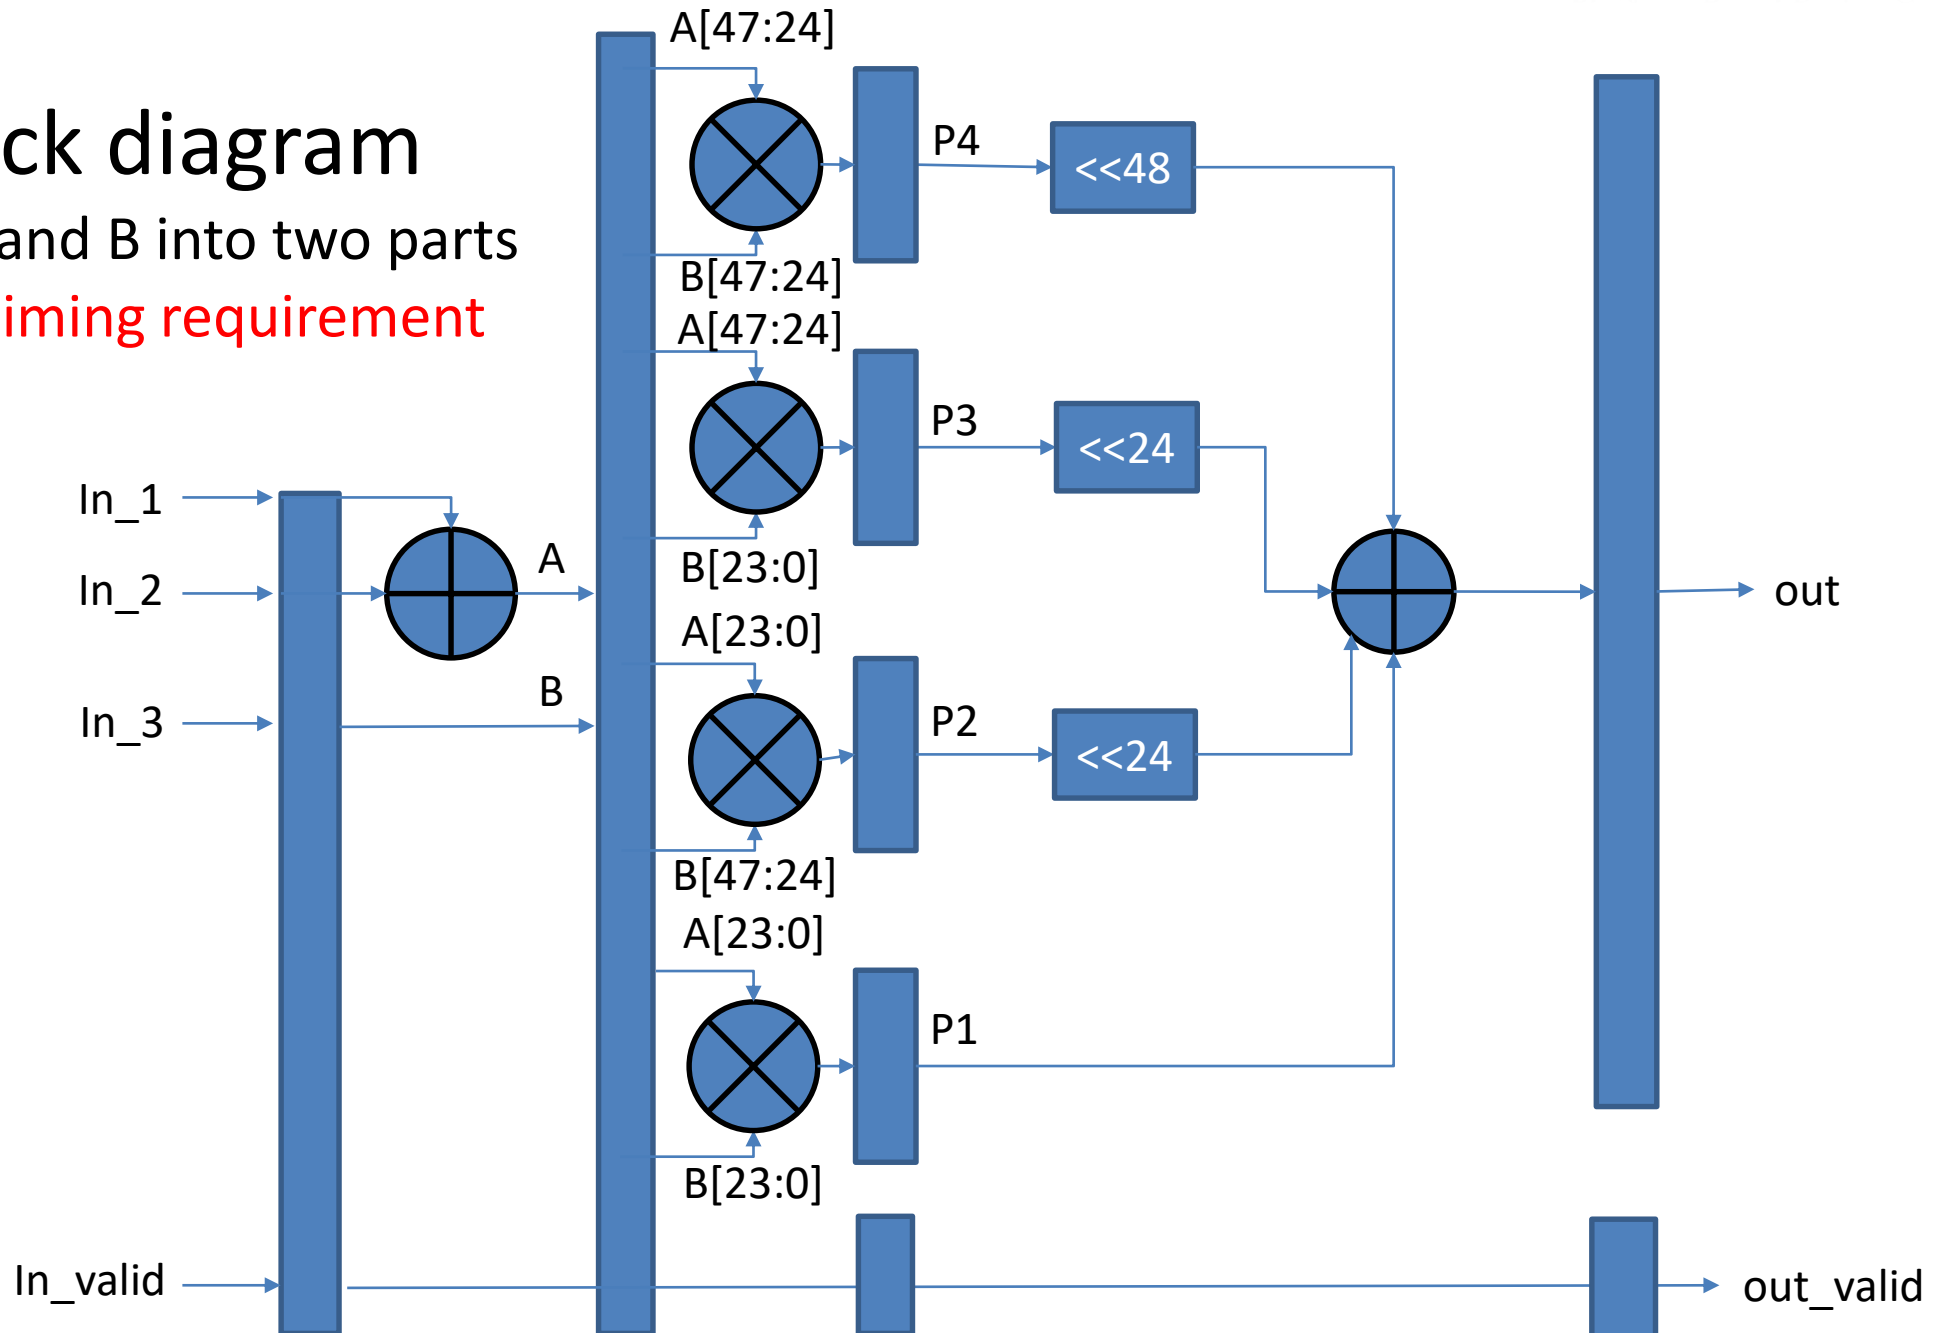 ck diagram
and B into two parts
iming requirement
A[47:24]
P4
<<48
B[47:24]
A[47:24]
P3
<<24
B[23:0]
In_1
In_2
In_3
A
B
A[23:0]
P2
<<24
B[47:24]
A[23:0]
P1
B[23:0]
out
In_valid
out_valid